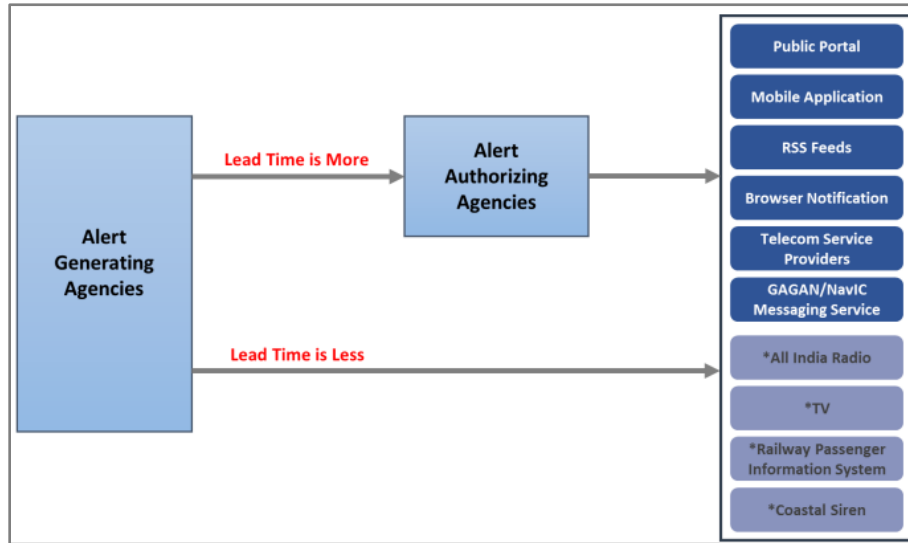 Alert
Generating
Agencies
Lead Time is More
Alert
Authorizing
Agencies
Lead Time is Less
Public Portal
Mobile Application
RSS Feeds
Browser Notification
Telecom Service
Providers
GAGAN/NavIC
Messaging Service
*All India Radio
*TV
*Railway Passenger
Information System
*Coastal Siren